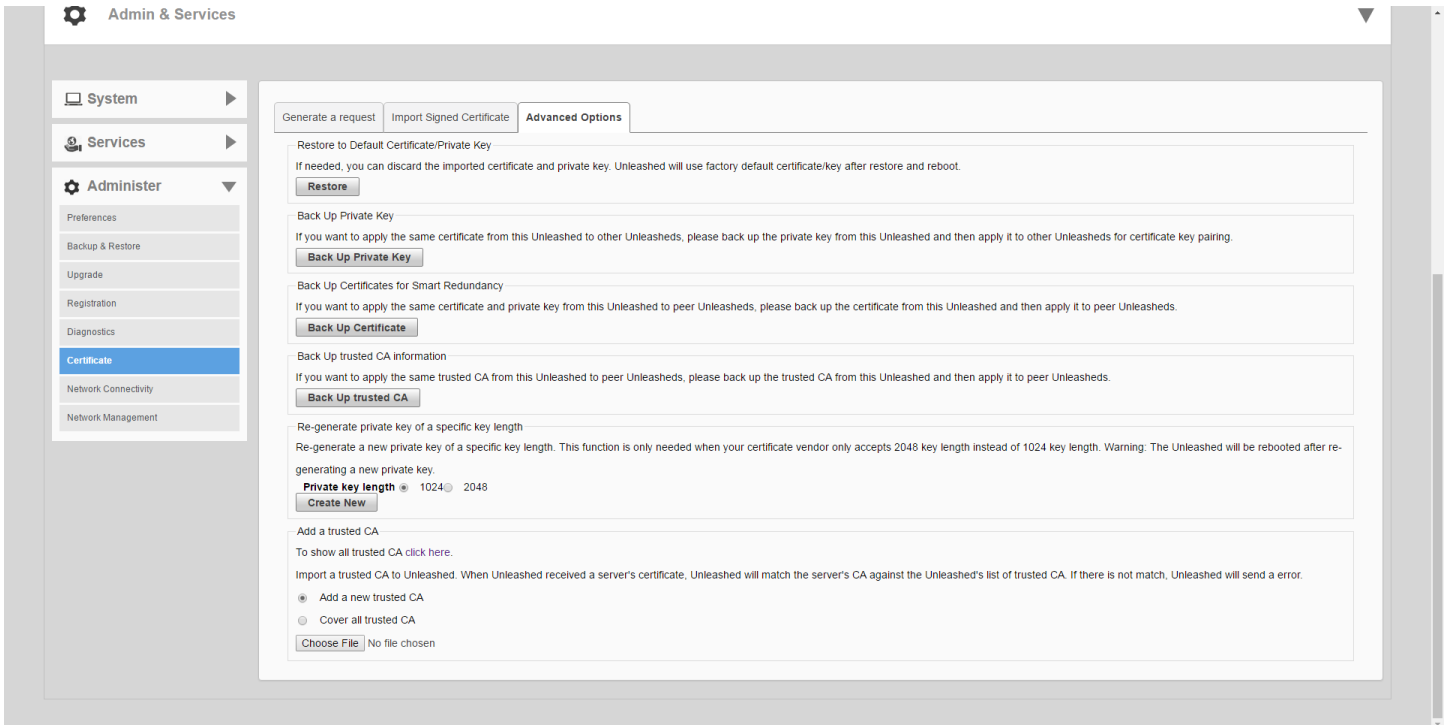 Admin & Services
System
Services
Administer
Preferences
Backup & Restore
Upgrade
Registration
Diagnostics
Certificate
Network Connectivity
Network Management
Generate a request
Import Signed Certificate
Advanced Options
Restore to Default Certificate/Private Key
If needed, you can discard the imported certificate and private key. Unleashed will use factory default certificate/key after restore and reboot.
Restore
Back Up Private Key
If you want to apply the same certificate from this Unleashed to other Unleasheds, please back up the private key from this Unleashed and then apply it to other Unleasheds for certificate key pairing.
Back Up Private Key
Back Up Certificates for Smart Redundancy
If you want to apply the same certificate and private key from this Unleashed to peer Unleasheds, please back up the certificate from this Unleashed and then apply it to peer Unleasheds.
Back Up Certificate
Back Up trusted CA information
If you want to apply the same trusted CA from this Unleashed to peer Unleasheds, please back up the trusted CA from this Unleashed and then apply it to peer Unleasheds.
Back Up trusted CA
Re-generate private key of a specific key length
Re-generate a new private key of a specific key length. This function is only needed when your certificate vendor only accepts 2048 key length instead of 1024 key length. Warning: The Unleashed will be rebooted after re-
generating a new private key.
Private key length 1024 2048
Create New
Add a trusted CA
To show all trusted CA click here.
Import a trusted CA to Unleashed. When Unleashed received a server's certificate, Unleashed will match the server's CA against the Unleashed's list of trusted CA. If there is not match, Unleashed will send a error.
Add a new trusted CA
Cover all trusted CA
Choose File No file chosen